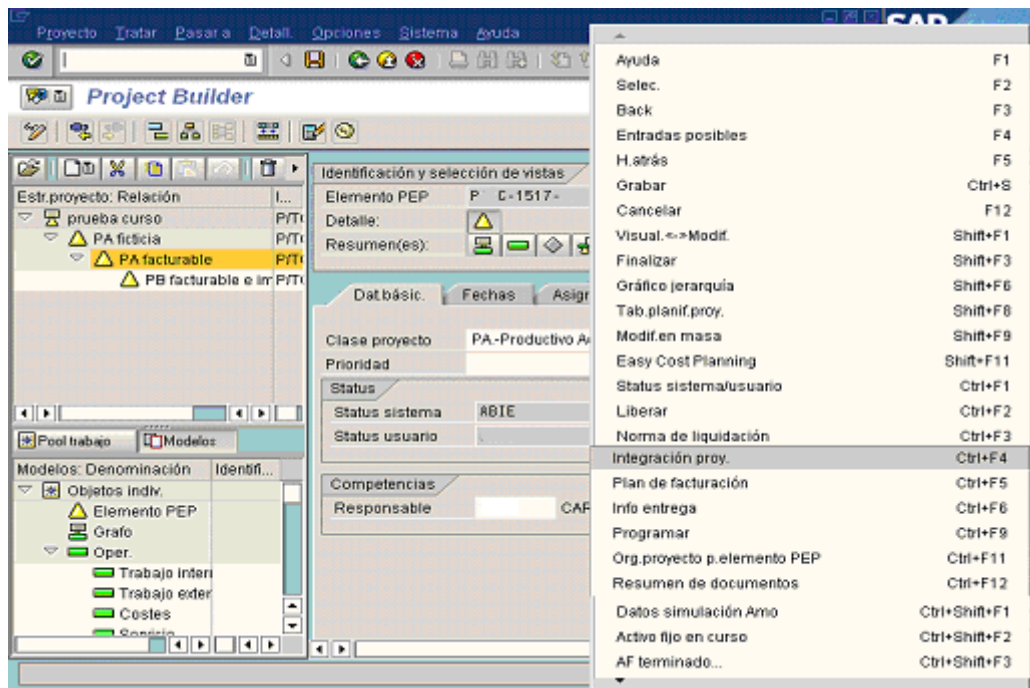 Proyecto Tratar Pasar a Detall. Opciones Sistema Ayuda
SAP
Project Builder
Estr.proyecto: Relación I...
prueba curso P/T
PA ficticia P/T
PA facturable P/T
PB facturable e P/T
Pool trabajo Modelos
Modelos: Denominación Identifi...
Objetos indiv.
Elemento PEP
Grafo
Oper.
Trabajo inter
Trabajo exter
Costes
Servicio
Identificación y selección de vistas
Elemento PEP P C-1517-
Detalle:
Resumen(es):
Dat.básic. Fechas Asigr
Clase proyecto PA.-Productivo A
Prioridad
Status
Status sistema ABIE
Status usuario
Competencias
Responsable CAF
Ayuda F1
Selec. F2
Back F3
Entradas posibles F4
H.atrás F5
Grabar Ctrl+S
Cancelar F12
Visual.<->Modif. Shift+F1
Finalizar Shift+F3
Gráfico jerarquía Shift+F6
Tab.planif.proy. Shift+F8
Modif.en masa Shift+F9
Easy Cost Planning Shift+F11
Status sistema/usuario Ctrl+F1
Liberar Ctrl+F2
Norma de liquidación Ctrl+F3
Integración proy. Ctrl+F4
Plan de facturación Ctrl+F5
Info entrega Ctrl+F6
Programar Ctrl+F9
Org.proyecto p.elemento PEP Ctrl+F11
Resumen de documentos Ctrl+F12
Datos simulación Amo Ctrl+Shift+F1
Activo fijo en curso Ctrl+Shift+F2
AF terminado... Ctrl+Shift+F3